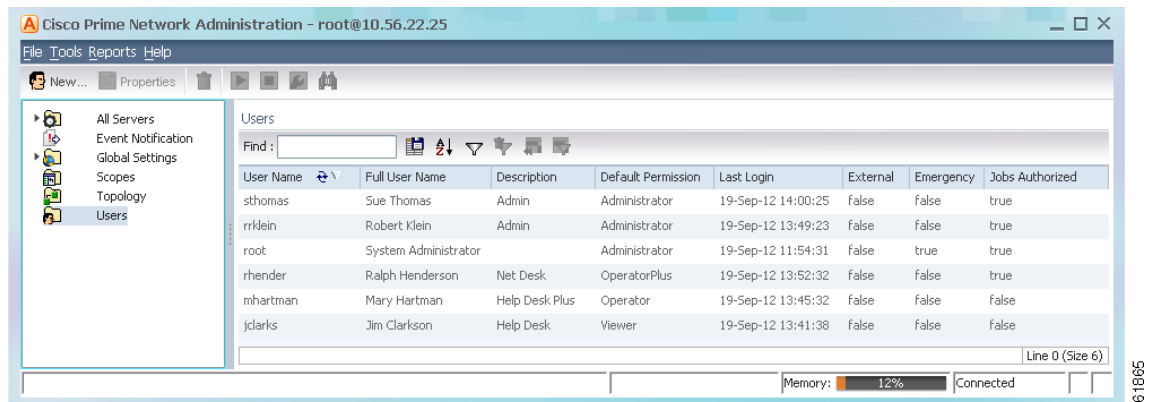 Cisco Prime Network Administration - root@10.56.22.25
File Tools Reports Help
New... Properties
All Servers
Event Notification
Global Settings
Scopes
Topology
Users
Users
Find :
User Name Full User Name Description Default Permission Last Login External Emergency Jobs Authorized
sthomas Sue Thomas Admin Administrator 19-Sep-12 14:00:25 false false true
rrklein Robert Klein Admin Administrator 19-Sep-12 13:49:23 false false true
root System Administrator Administrator 19-Sep-12 11:54:31 false true true
rhender Ralph Henderson Net Desk OperatorPlus 19-Sep-12 13:52:32 false false true
mhartman Mary Hartman Help Desk Plus Operator 19-Sep-12 13:45:32 false false false
jclarks Jim Clarkson Help Desk Viewer 19-Sep-12 13:41:38 false false false
Line 0 (Size 6)
Memory: 12% Connected
61865